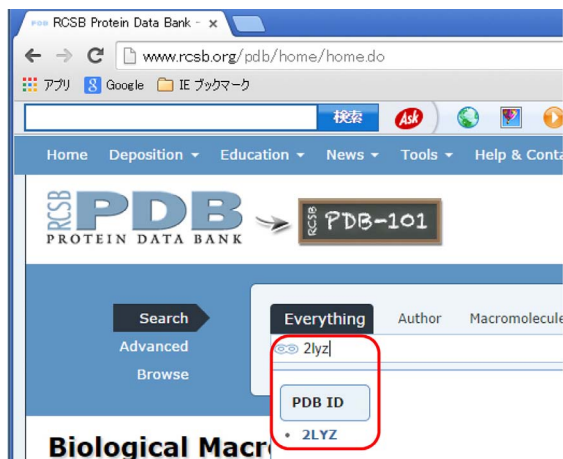 PDB RCSB Protein Data Bank - ×
www.rcsb.org/pdb/home/home.do
アプリ 8 Google IE ブックマーク
検索 Ask
Home Deposition Education News Tools Help & Conta
RCSB PDB RCSB PDB-101
PROTEIN DATA BANK
Search Everything Author Macromolecule
Advanced 2lyz
Browse
PDB ID
• 2LYZ
Biological Macr